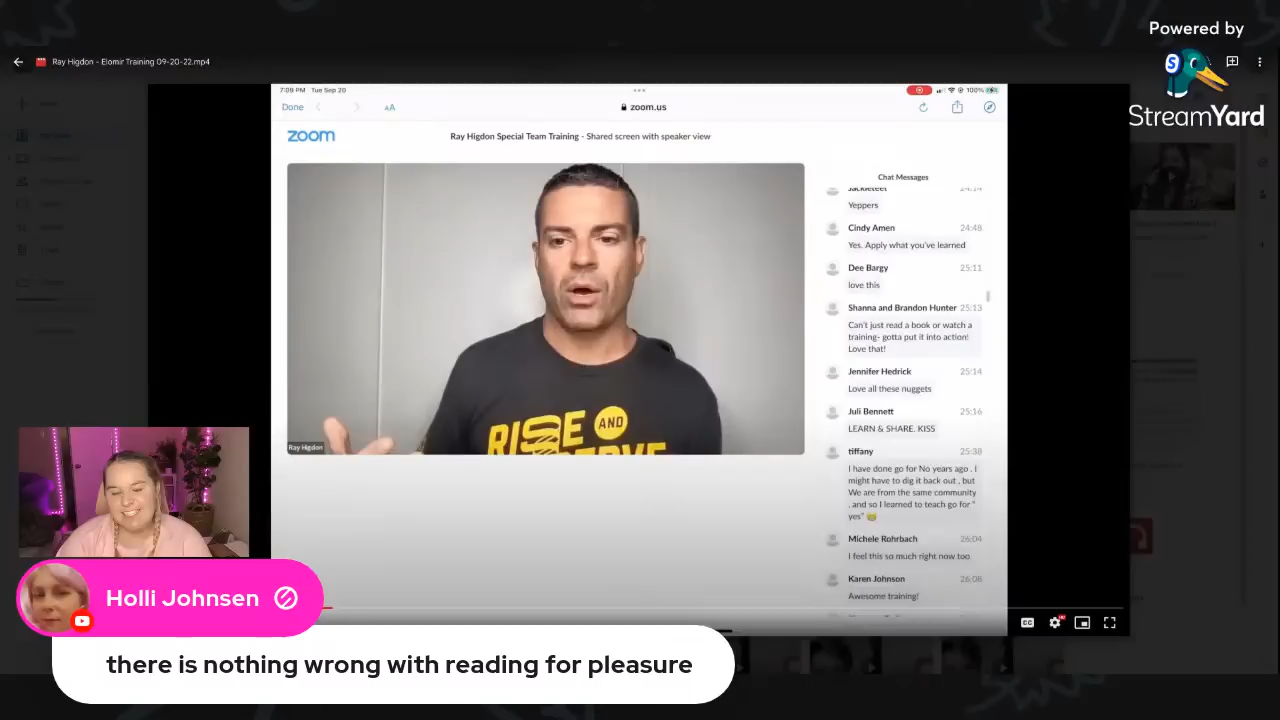 Powered by
StreamYard
Ray Higdon - Elomir Training 09-20-22.mp4
7:09 PM Tue Sep 20
100%
Done
AA
zoom.us
zoom
Ray Higdon Special Team Training - Shared screen with speaker view
Chat Messages
Jackieteet 24:14
Yeppers
Cindy Amen 24:48
Yes. Apply what you've learned
Dee Bargy 25:11
love this
Shanna and Brandon Hunter 25:13
Can't just read a book or watch a
training- gotta put it into action!
Love that!
Jennifer Hedrick 25:14
Love all these nuggets
Juli Bennett 25:16
LEARN & SHARE. KISS
tiffany 25:38
I have done go for No years ago . I
might have to dig it back out , but
We are from the same community
. and so I learned to teach go for "
yes" 
Michele Rohrbach 26:04
I feel this so much right now too
Karen Johnson 26:08
Awesome training!
RISE AND
Ray Higdon
CC
Holli Johnsen
there is nothing wrong with reading for pleasure